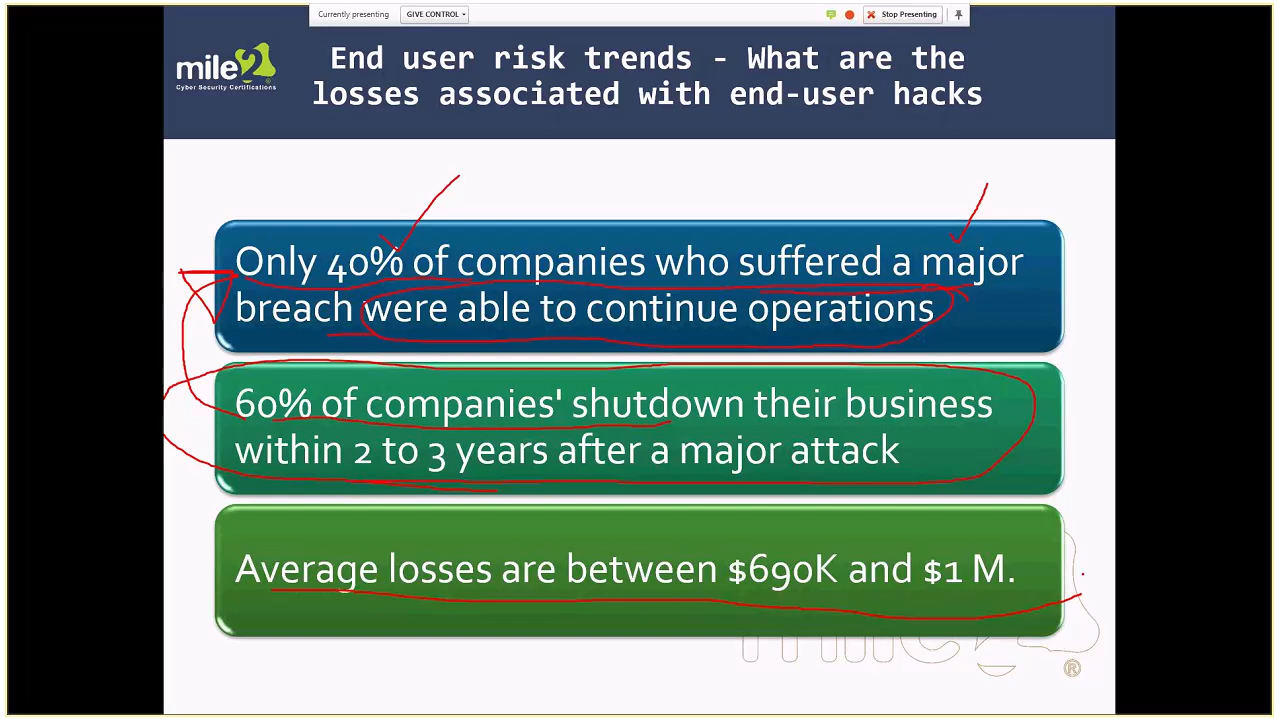 Currently presenting
GIVE CONTROL
Stop Presenting
mile2
®
Cyber Security Certifications
End user risk trends - What are the
losses associated with end-user hacks
Only 40% of companies who suffered a major
breach were able to continue operations
60% of companies' shutdown their business
within 2 to 3 years after a major attack
Average losses are between $690K and $1 M.
®